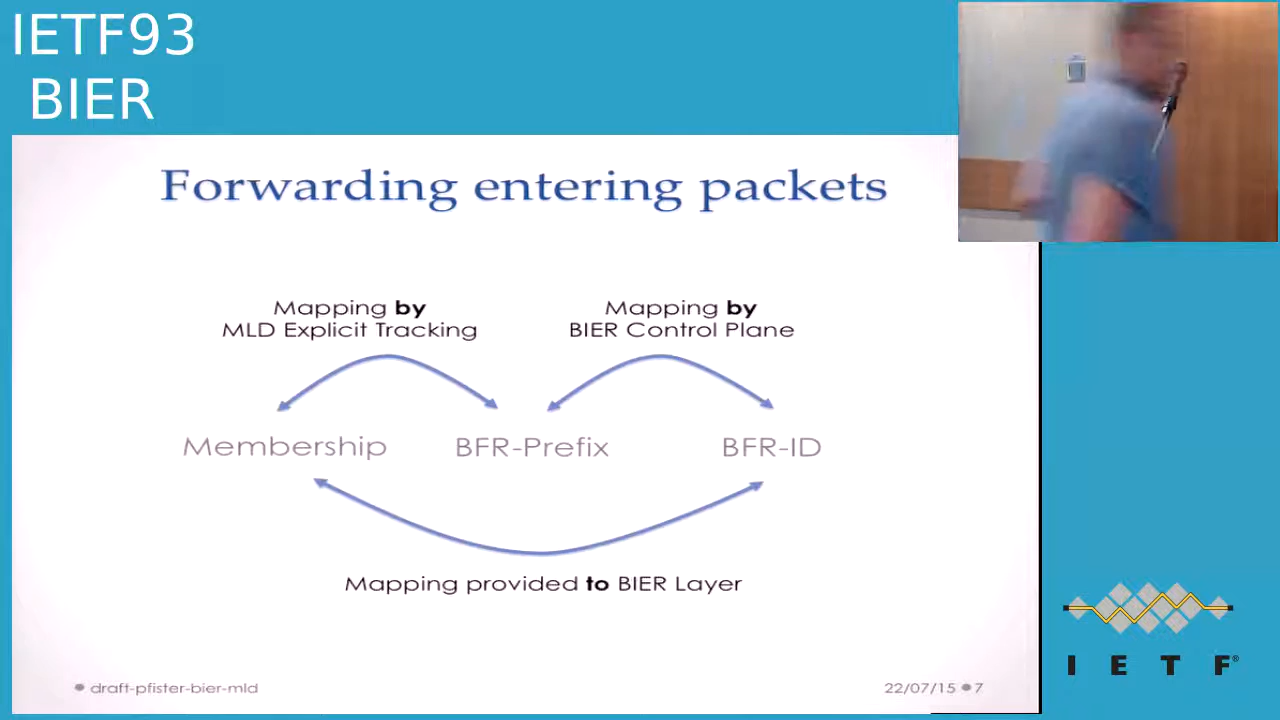 IETF93
BIER
Forwarding entering packets
Mapping by
MLD Explicit Tracking
Mapping by
BIER Control Plane
Membership
BFR-Prefix
BFR-ID
Mapping provided to BIER Layer
draft-pfister-bier-mld
22/07/15 • 7
I E T F®